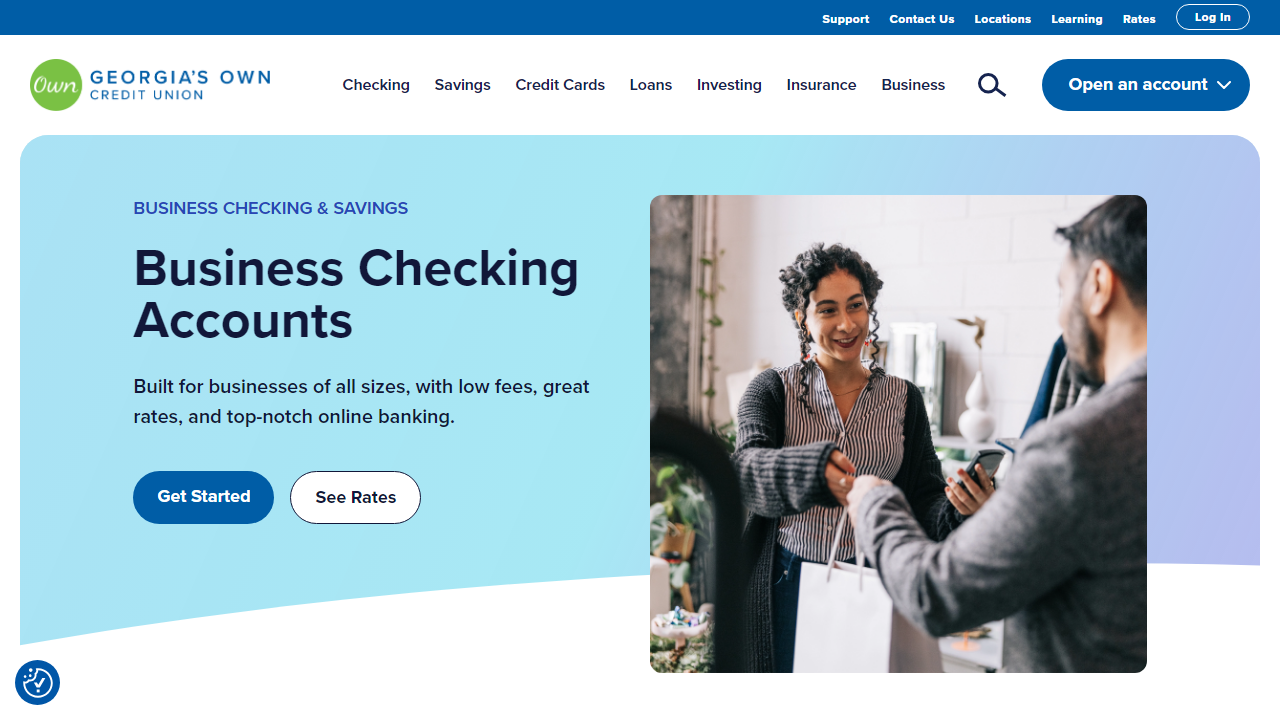 Support Contact Us Locations Learning Rates Log In
Own GEORGIA'S OWN
CREDIT UNION
Checking Savings Credit Cards Loans Investing Insurance Business Open an account
BUSINESS CHECKING & SAVINGS
Business Checking
Accounts
Built for businesses of all sizes, with low fees, great
rates, and top-notch online banking.
Get Started See Rates